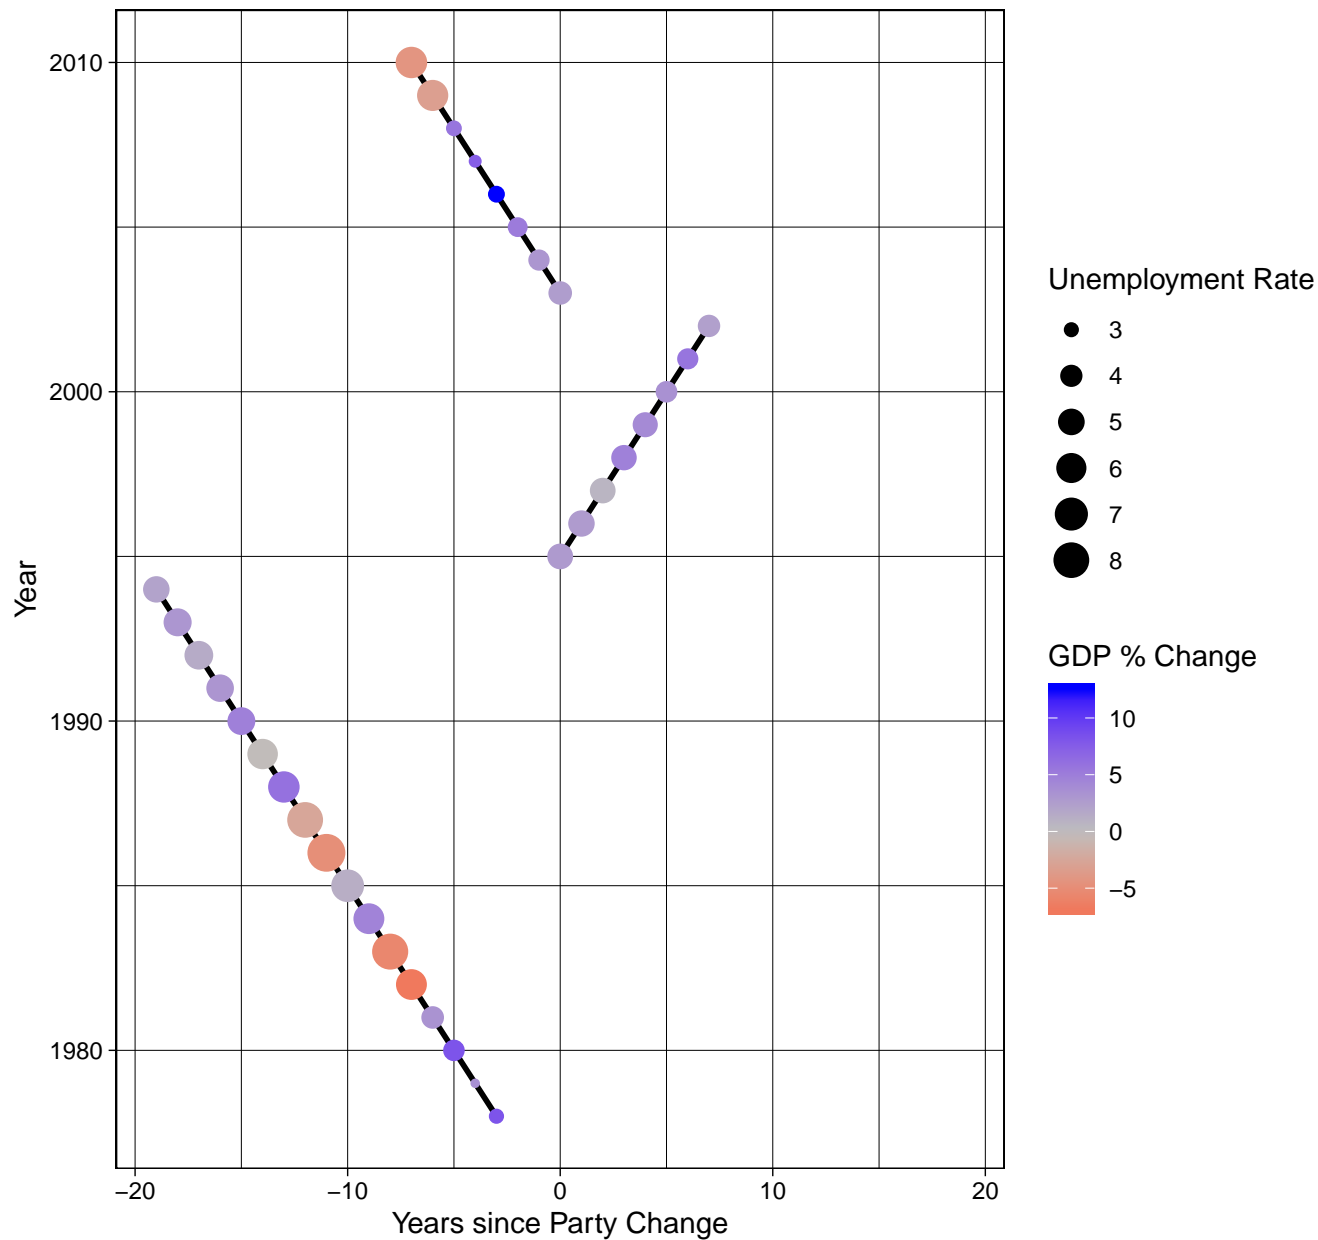 2010
2000
1990
1980
Year
−20 −10 0 10 20
Years since Party Change
Unemployment Rate
3
4
5
6
7
8
GDP % Change
10
5
0
−5